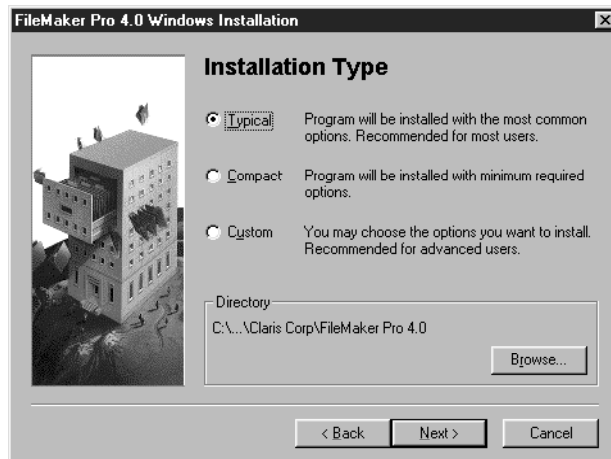 FileMaker Pro 4.0 Windows Installation
Installation Type
Typical
Program will be installed with the most common
options. Recommended for most users.
Compact
Program will be installed with minimum required
options.
Custom
You may choose the options you want to install.
Recommended for advanced users.
Directory
C:\...\Claris Corp\FileMaker Pro 4.0
Browse...
< Back
Next >
Cancel